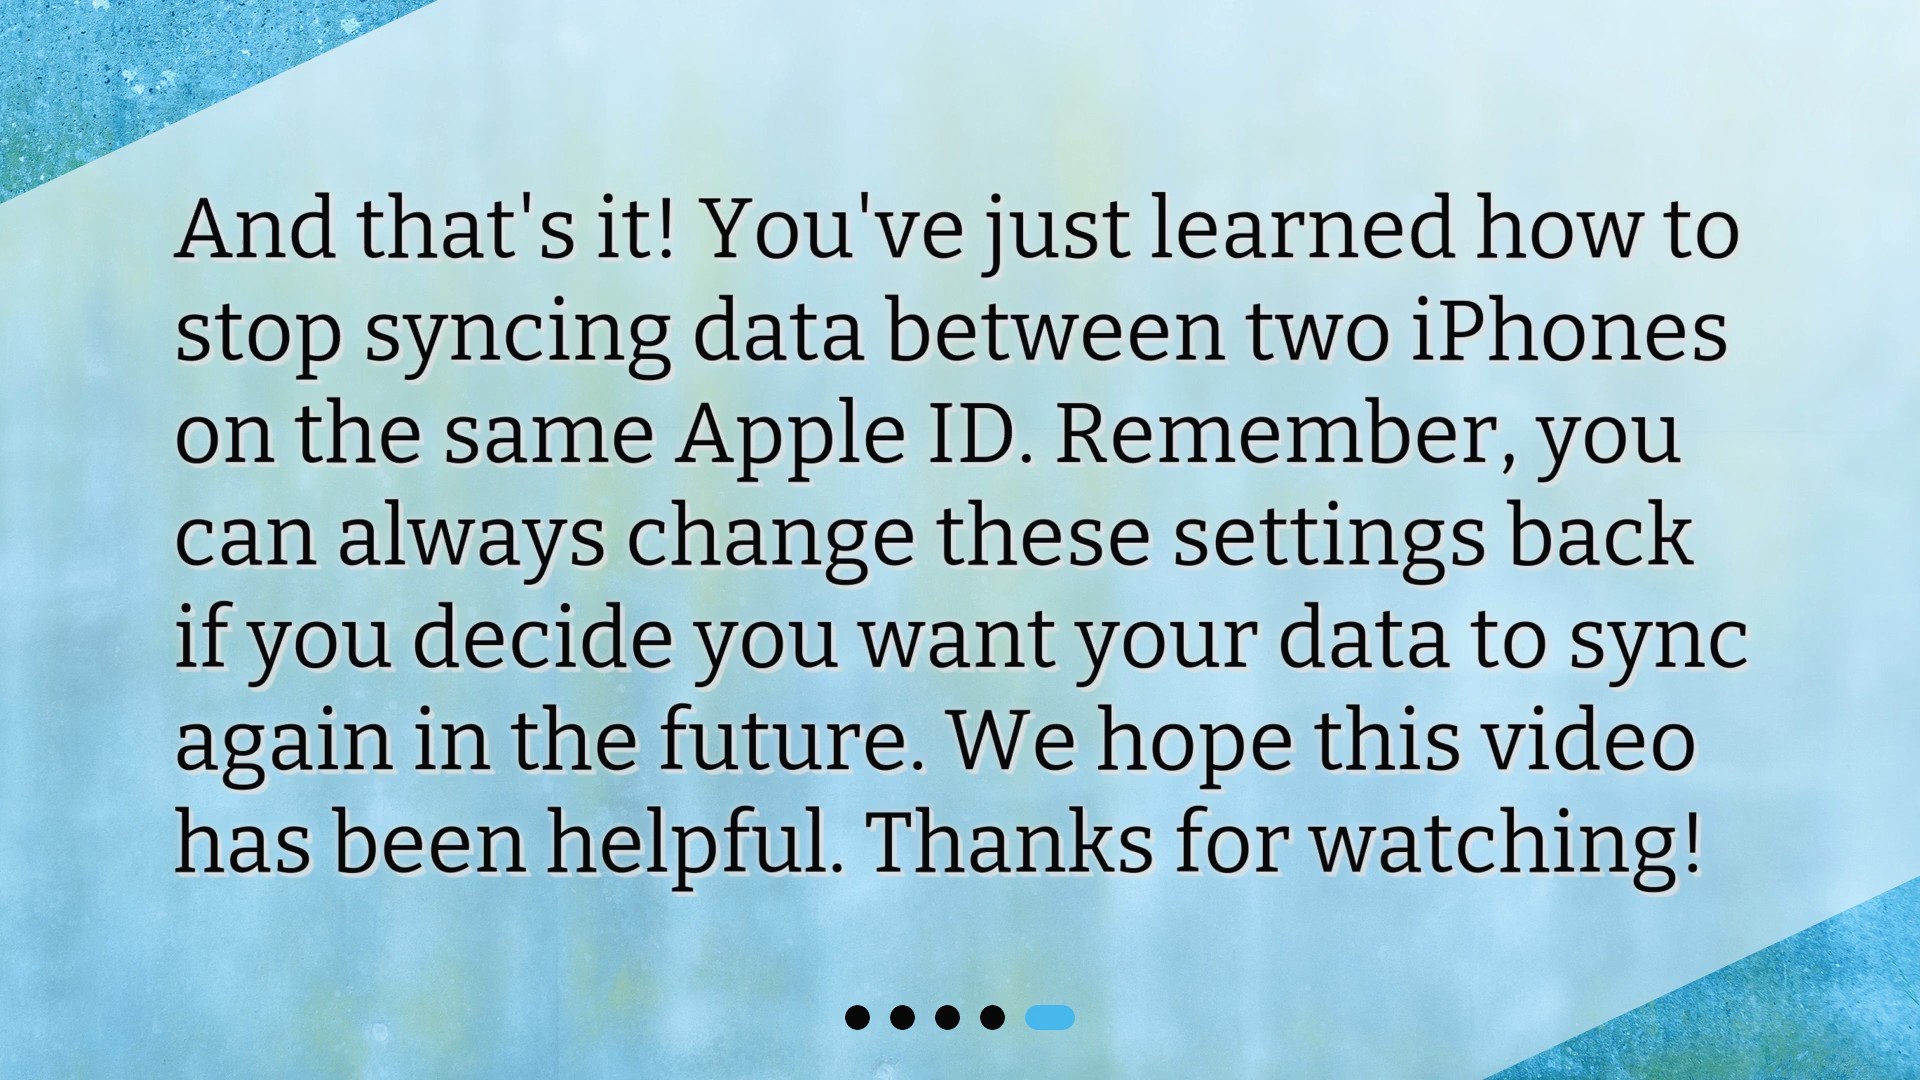 And that's it! You've just learned how to
stop syncing data between two iPhones
on the same Apple ID. Remember, you
can always change these settings back
if you decide you want your data to sync
again in the future. We hope this video
has been helpful. Thanks for watching!